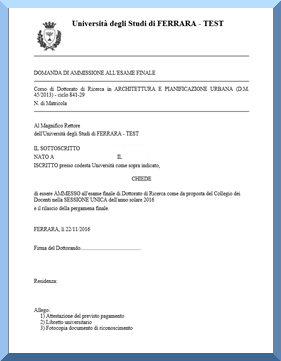 Università degli Studi di FERRARA - TEST
DOMANDA DI AMMISSIONE ALL'ESAME FINALE
Corso di Dottorato di Ricerca in ARCHITETTURA E PIANIFICAZIONE URBANA (D.M.
45/2013) - ciclo 841-29
N. di Matricola
Al Magnifico Rettore
dell'Università degli Studi di FERRARA - TEST
IL SOTTOSCRITTO
NATO A IL
ISCRITTO presso codesta Università come sopra indicato,
CHIEDE
di essere AMMESSO all'esame finale di Dottorato di Ricerca come da proposta del Collegio dei
Docenti nella SESSIONE UNICA dell'anno solare 2016
e il rilascio della pergamena finale.
FERRARA, lì 22/11/2016
Firma del Dottorando..............................................
Residenza:
Allego:
1) Attestazione del previsto pagamento
2) Libretto universitario
3) Fotocopia documento di riconoscimento